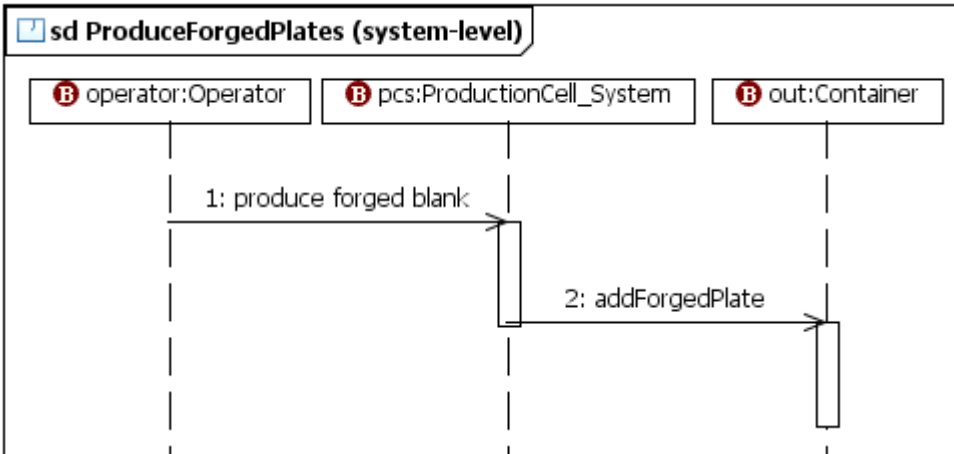 sd ProduceForgedPlates (system-level)
B operator:Operator
B pcs:ProductionCell_System
B out:Container
1: produce forged blank
2: addForgedPlate